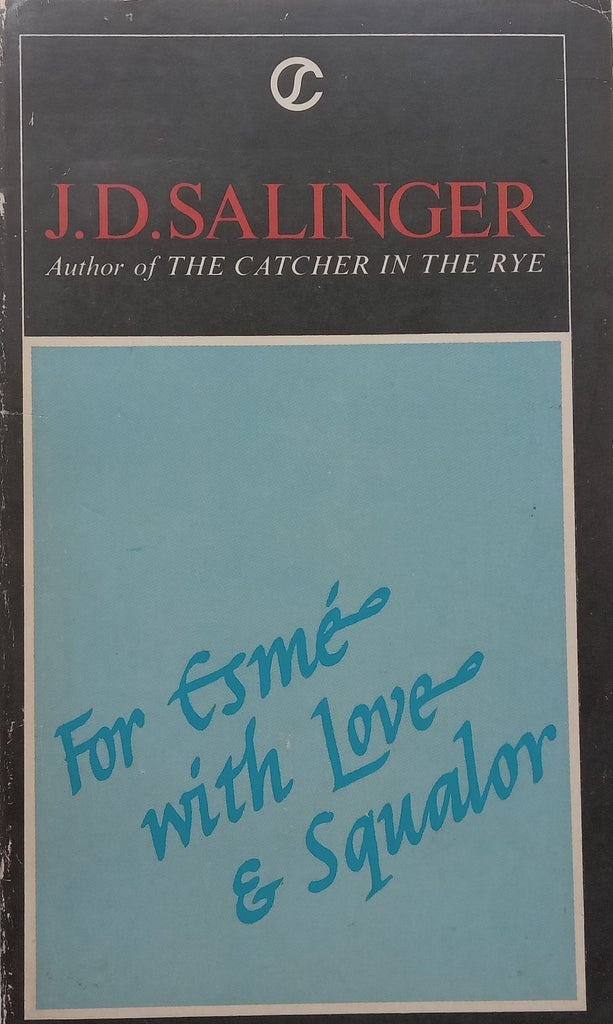 J.D.SALINGER
Author of THE CATCHER IN THE RYE
For Esmé
with Love
& Squalor